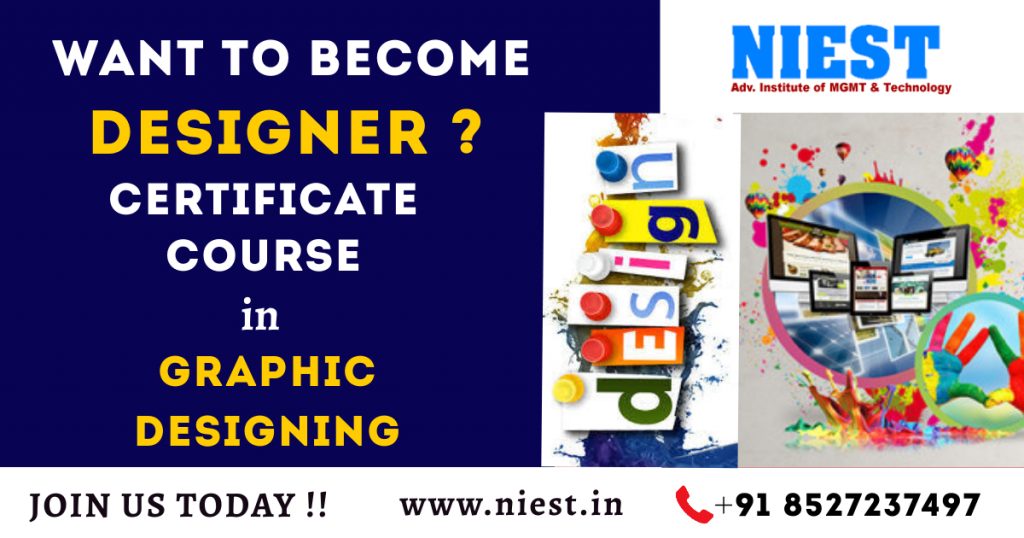 WANT TO BECOME
DESIGNER ?
CERTIFICATE
COURSE
in
GRAPHIC
DESIGNING
NIEST
Adv. Institute of MGMT & Technology
dEsign
JOIN US TODAY !!
www.niest.in
+91 8527237497